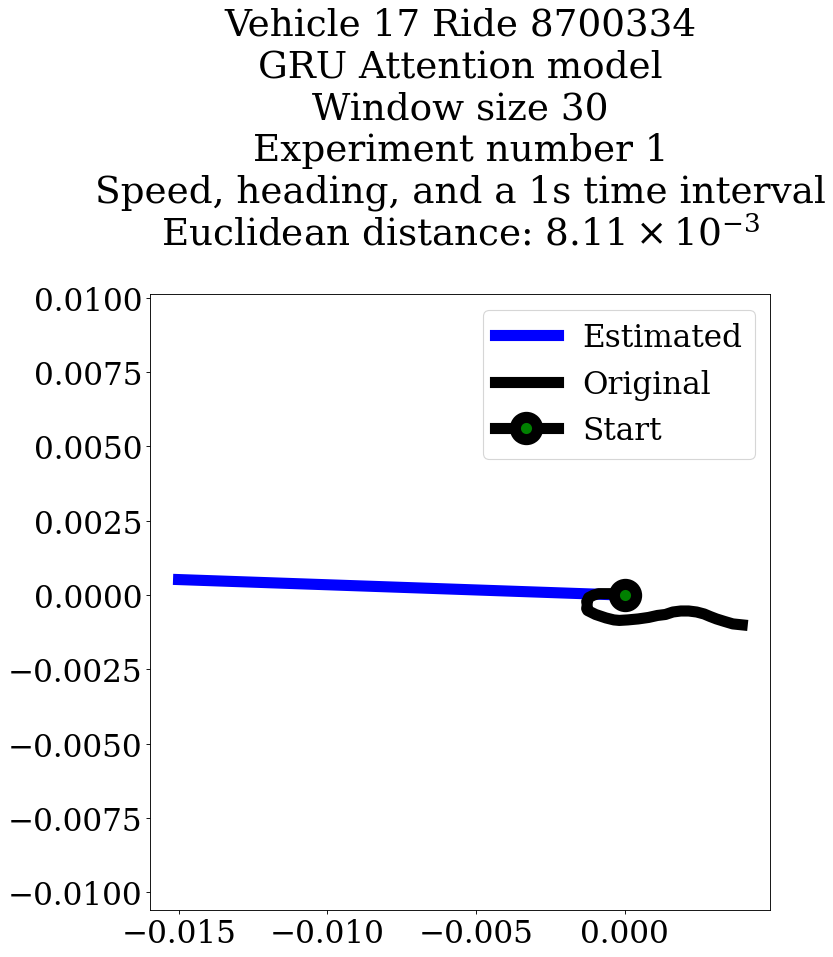 Vehicle 17 Ride 8700334
GRU Attention model
Window size 30
Experiment number 1
Speed, heading, and a 1s time interval
Euclidean distance: 8.11 × 10⁻³
0.0100
0.0075
0.0050
0.0025
0.0000
−0.0025
−0.0050
−0.0075
−0.0100
Estimated
Original
Start
−0.015 −0.010 −0.005 0.000